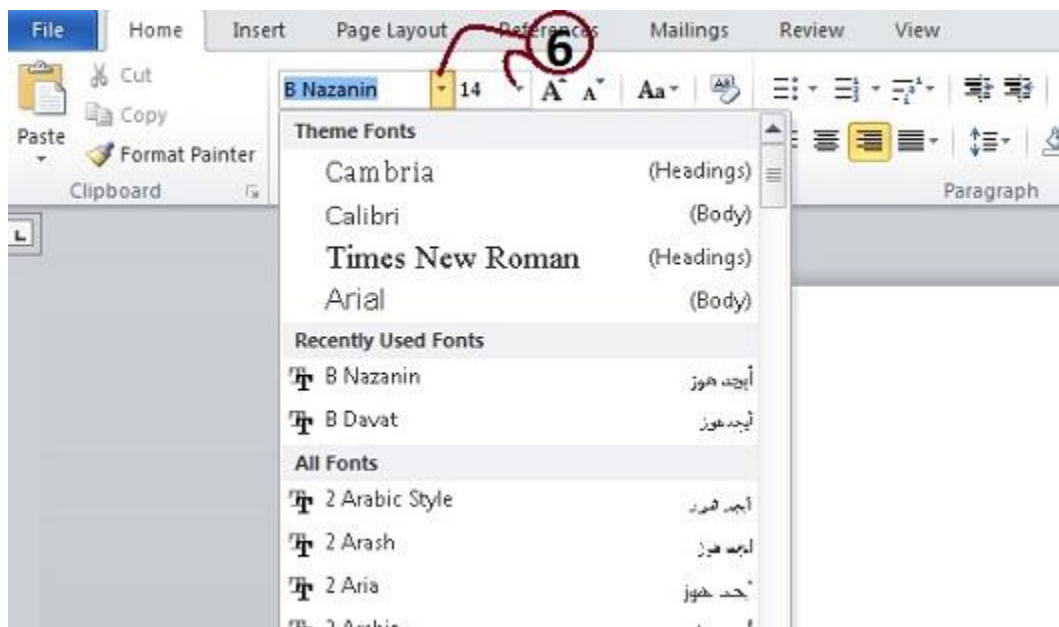 File Home Insert Page Layout References Mailings Review View
Cut
6
B Nazanin 14 A A Aa
Copy
Paste
Theme Fonts
Format Painter
Cambria (Headings)
Clipboard
Paragraph
Calibri (Body)
Times New Roman (Headings)
Arial (Body)
Recently Used Fonts
B Nazanin أبجد هوز
B Davat أبجد هوز
All Fonts
2 Arabic Style أبجد هوز
2 Arash أبجد هوز
2 Aria أبجد هوز